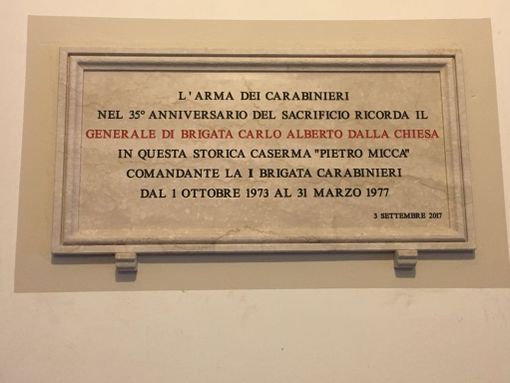 L'ARMA DEI CARABINIERI
NEL 35° ANNIVERSARIO DEL SACRIFICIO RICORDA IL
GENERALE DI BRIGATA CARLO ALBERTO DALLA CHIESA
IN QUESTA STORICA CASERMA "PIETRO MICCA"
COMANDANTE LA I BRIGATA CARABINIERI
DAL 1 OTTOBRE 1973 AL 31 MARZO 1977
3 SETTEMBRE 2017